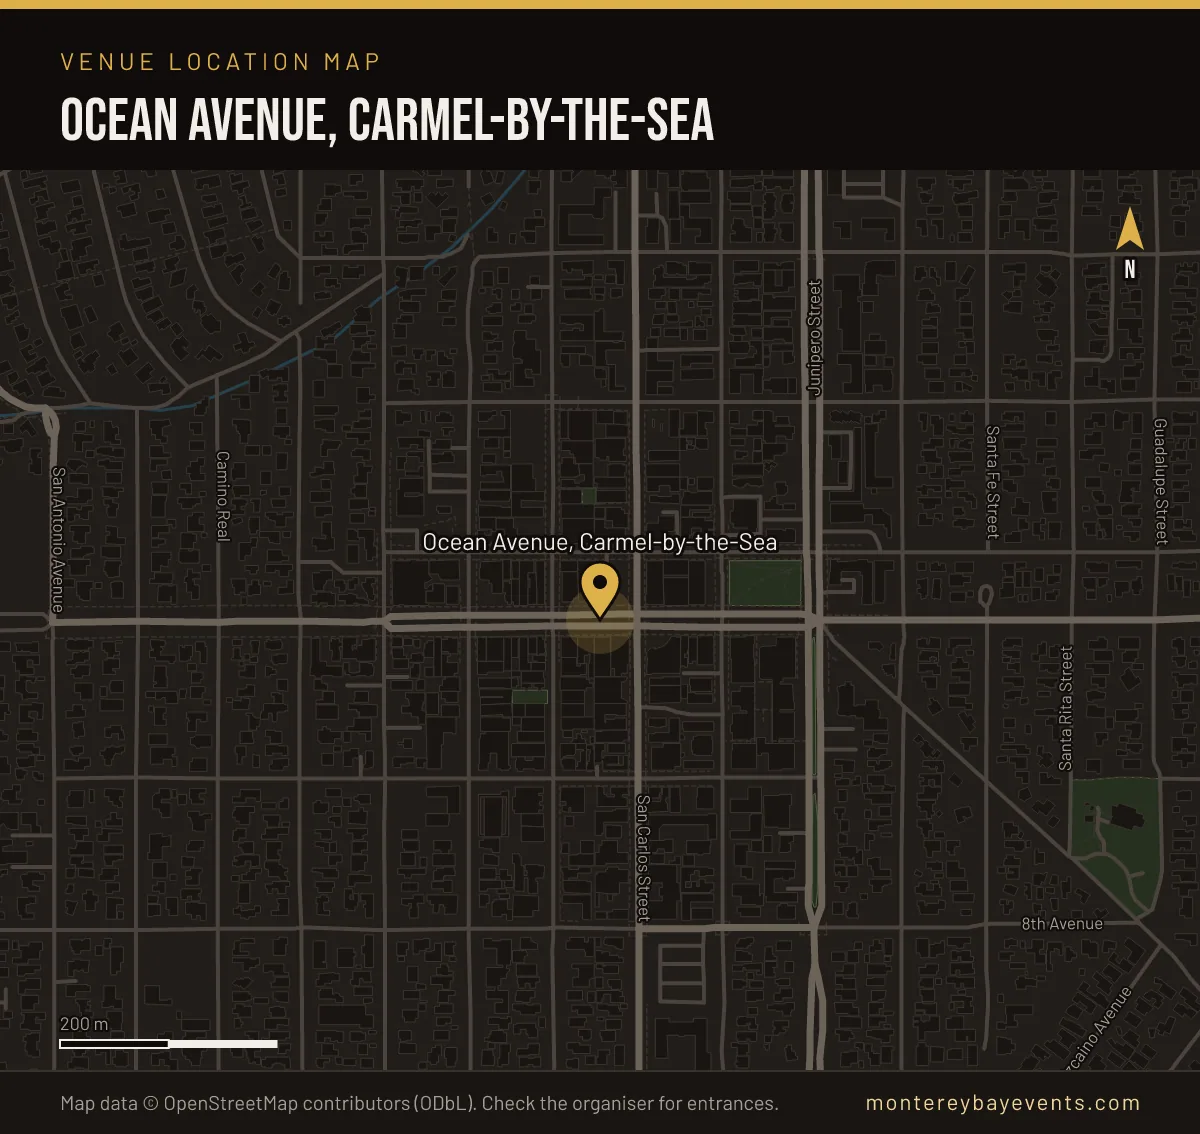 VENUE LOCATION MAP
OCEAN AVENUE, CARMEL-BY-THE-SEA
N
Junipero Street
Guadalupe Street
Santa Fe Street
Camino Real
San Antonio Avenue
Ocean Avenue, Carmel-by-the-Sea
Santa Rita Street
San Carlos Street
8th Avenue
zcaino Avenue
200 m
Map data © OpenStreetMap contributors (ODbL). Check the organiser for entrances.
montereybayevents.com